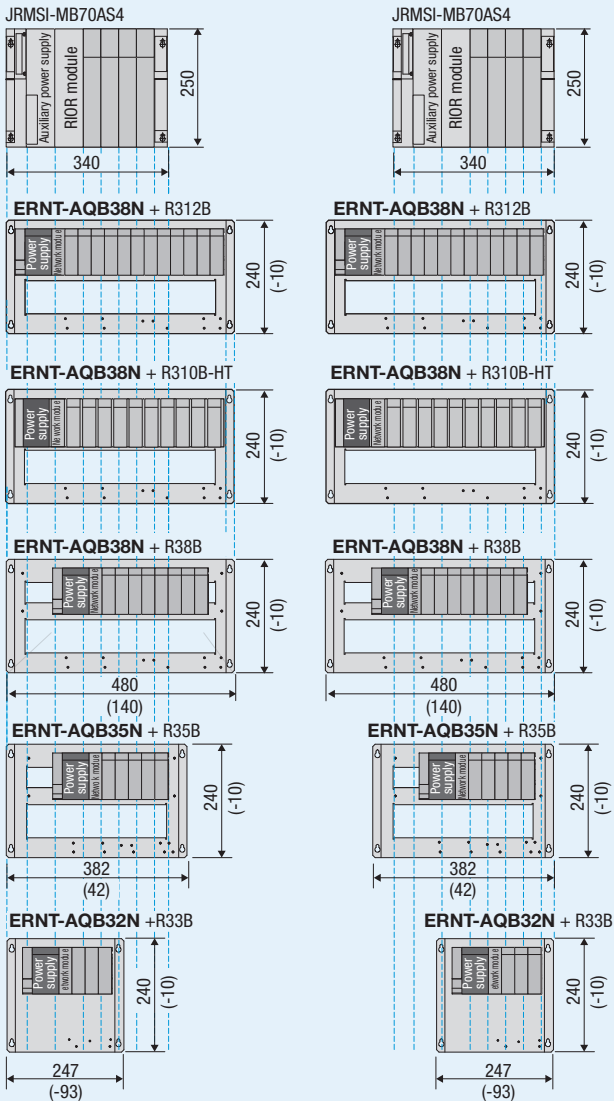 JRMSI-MB70AS4
Auxiliary power supply
RIOR module
250
340
ERNT-AQB38N + R312B
Power supply
Network module
240
(-10)
ERNT-AQB38N + R310B-HT
Power supply
Network module
240
(-10)
ERNT-AQB38N + R38B
Power supply
Network module
240
(-10)
480
(140)
ERNT-AQB35N + R35B
Power supply
Network module
240
(-10)
382
(42)
ERNT-AQB32N +R33B
Power supply
etwork module
240
(-10)
247
(-93)
JRMSI-MB70AS4
Auxiliary power supply
RIOR module
250
340
ERNT-AQB38N + R312B
Power supply
Network module
240
(-10)
ERNT-AQB38N + R310B-HT
Power supply
Network module
240
(-10)
ERNT-AQB38N + R38B
Power supply
Network module
240
(-10)
480
(140)
ERNT-AQB35N + R35B
Power supply
Network module
240
(-10)
382
(42)
ERNT-AQB32N + R33B
Power supply
etwork module
240
(-10)
247
(-93)